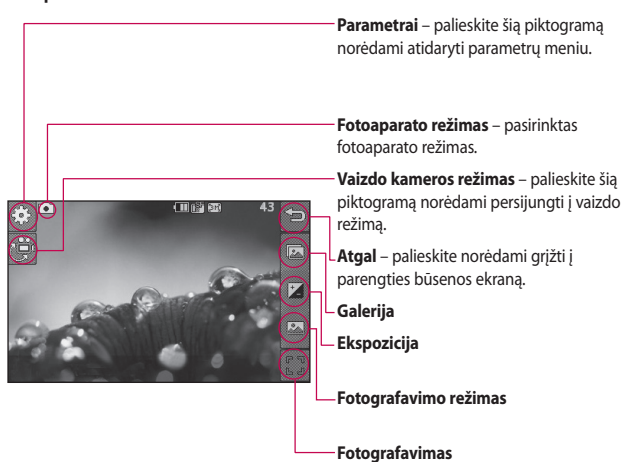 Parametrai – palieskite šią piktogramą
norėdami atidaryti parametrų meniu.
Fotoaparato režimas – pasirinktas
fotoaparato režimas.
Vaizdo kameros režimas – palieskite šią
piktogramą norėdami persijungti į vaizdo
režimą.
43
Atgal – palieskite norėdami grįžti į
parengties būsenos ekraną.
Galerija
Ekspozicija
Fotografavimo režimas
Fotografavimas